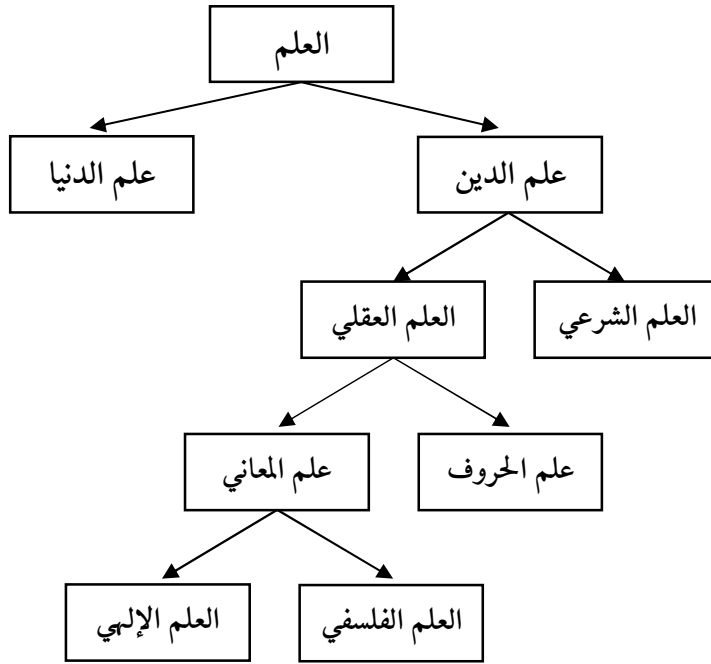 العلم
علم الدين
علم الدنيا
العلم الشرعي
العلم العقلي
علم الحروف
علم المعاني
العلم الفلسفي
العلم الإلهي